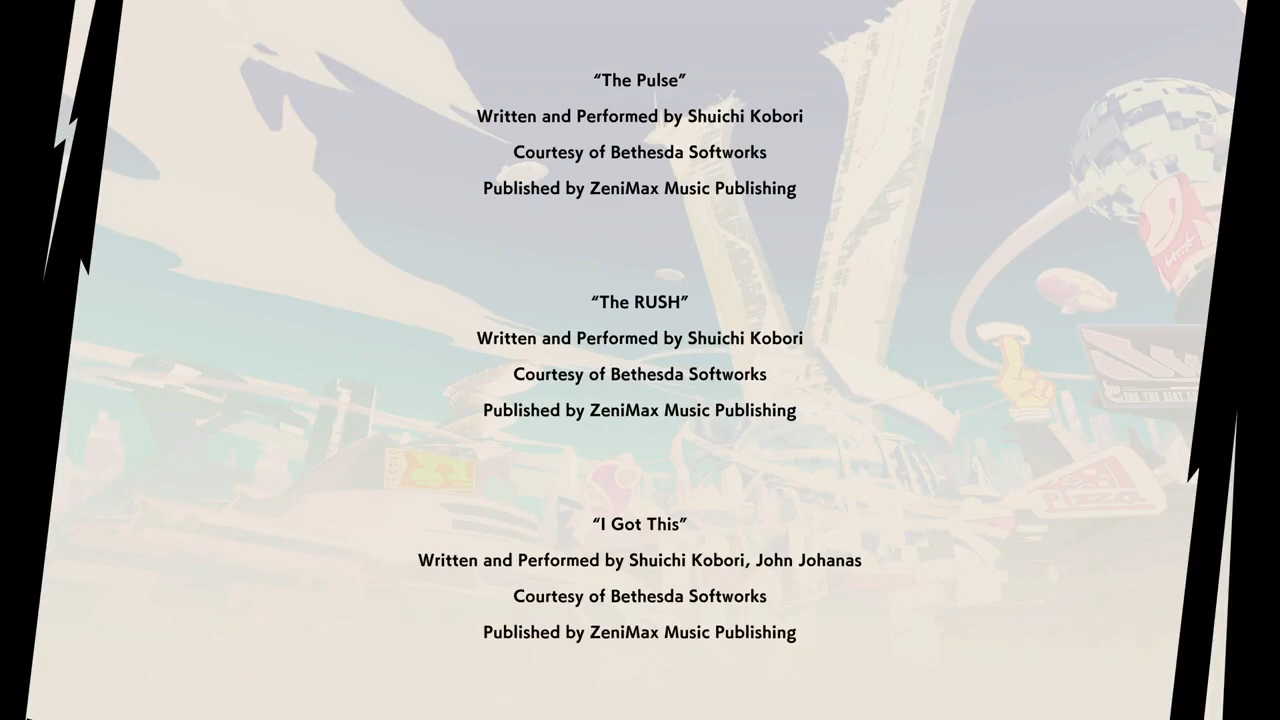 “The Pulse”
Written and Performed by Shuichi Kobori
Courtesy of Bethesda Softworks
Published by ZeniMax Music Publishing
“The RUSH”
Written and Performed by Shuichi Kobori
Courtesy of Bethesda Softworks
Published by ZeniMax Music Publishing
“I Got This”
Written and Performed by Shuichi Kobori, John Johanas
Courtesy of Bethesda Softworks
Published by ZeniMax Music Publishing
PIZZA